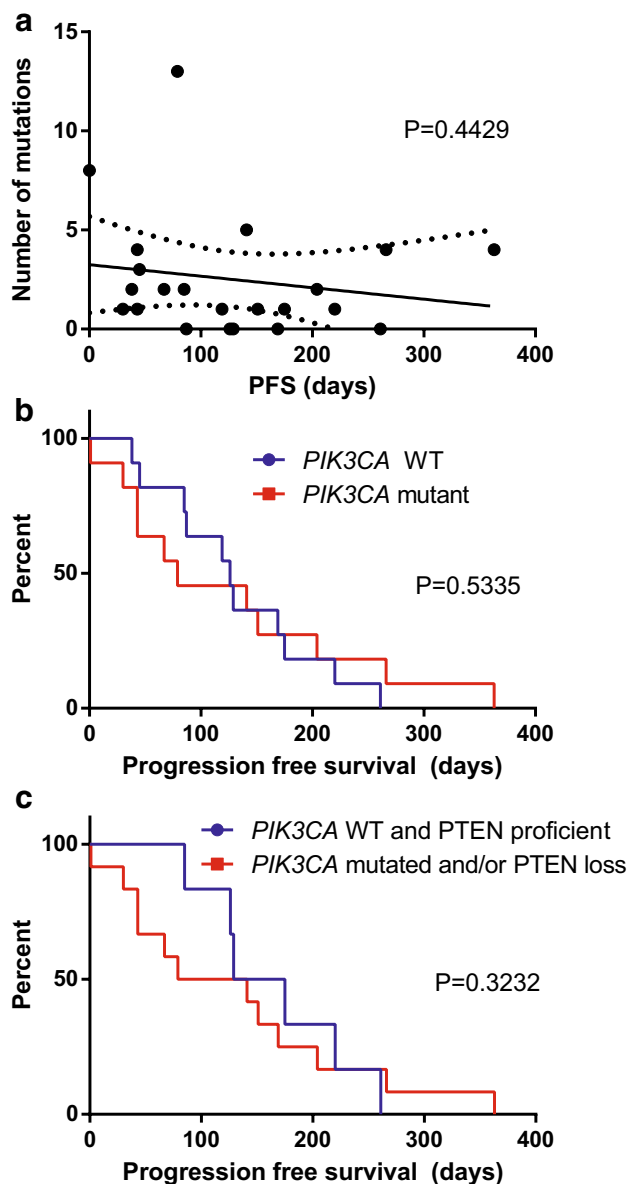 a
15
10
5
0
Number of mutations
P=0.4429
0 100 200 300 400
PFS (days)
b
100
50
0
Percent
PIK3CA WT
PIK3CA mutant
P=0.5335
0 100 200 300 400
Progression free survival (days)
c
100
50
0
Percent
PIK3CA WT and PTEN proficient
PIK3CA mutated and/or PTEN loss
P=0.3232
0 100 200 300 400
Progression free survival (days)